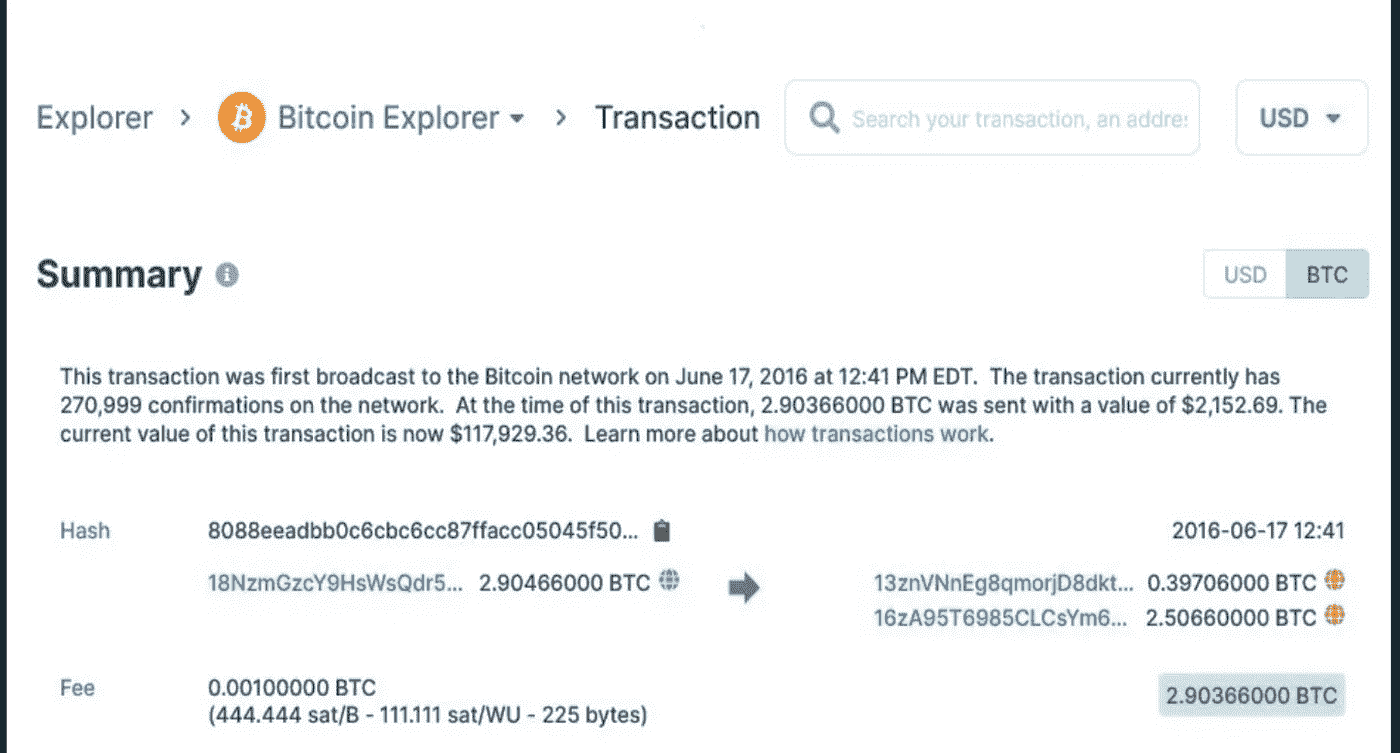 Explorer > Bitcoin Explorer > Transaction Search your transaction, an addre USD
Summary USD BTC
This transaction was first broadcast to the Bitcoin network on June 17, 2016 at 12:41 PM EDT. The transaction currently has
270,999 confirmations on the network. At the time of this transaction, 2.90366000 BTC was sent with a value of $2,152.69. The
current value of this transaction is now $117,929.36. Learn more about how transactions work.
Hash 8088eeadbb0c6cbc6cc87ffacc05045f50... 2016-06-17 12:41
18NzmGzcY9HsWsQdr5... 2.90466000 BTC 13znVNnEg8qmorjD8dkt... 0.39706000 BTC
16zA95T6985CLCsYm6... 2.50660000 BTC
Fee 0.00100000 BTC 2.90366000 BTC
(444.444 sat/B - 111.111 sat/WU - 225 bytes)